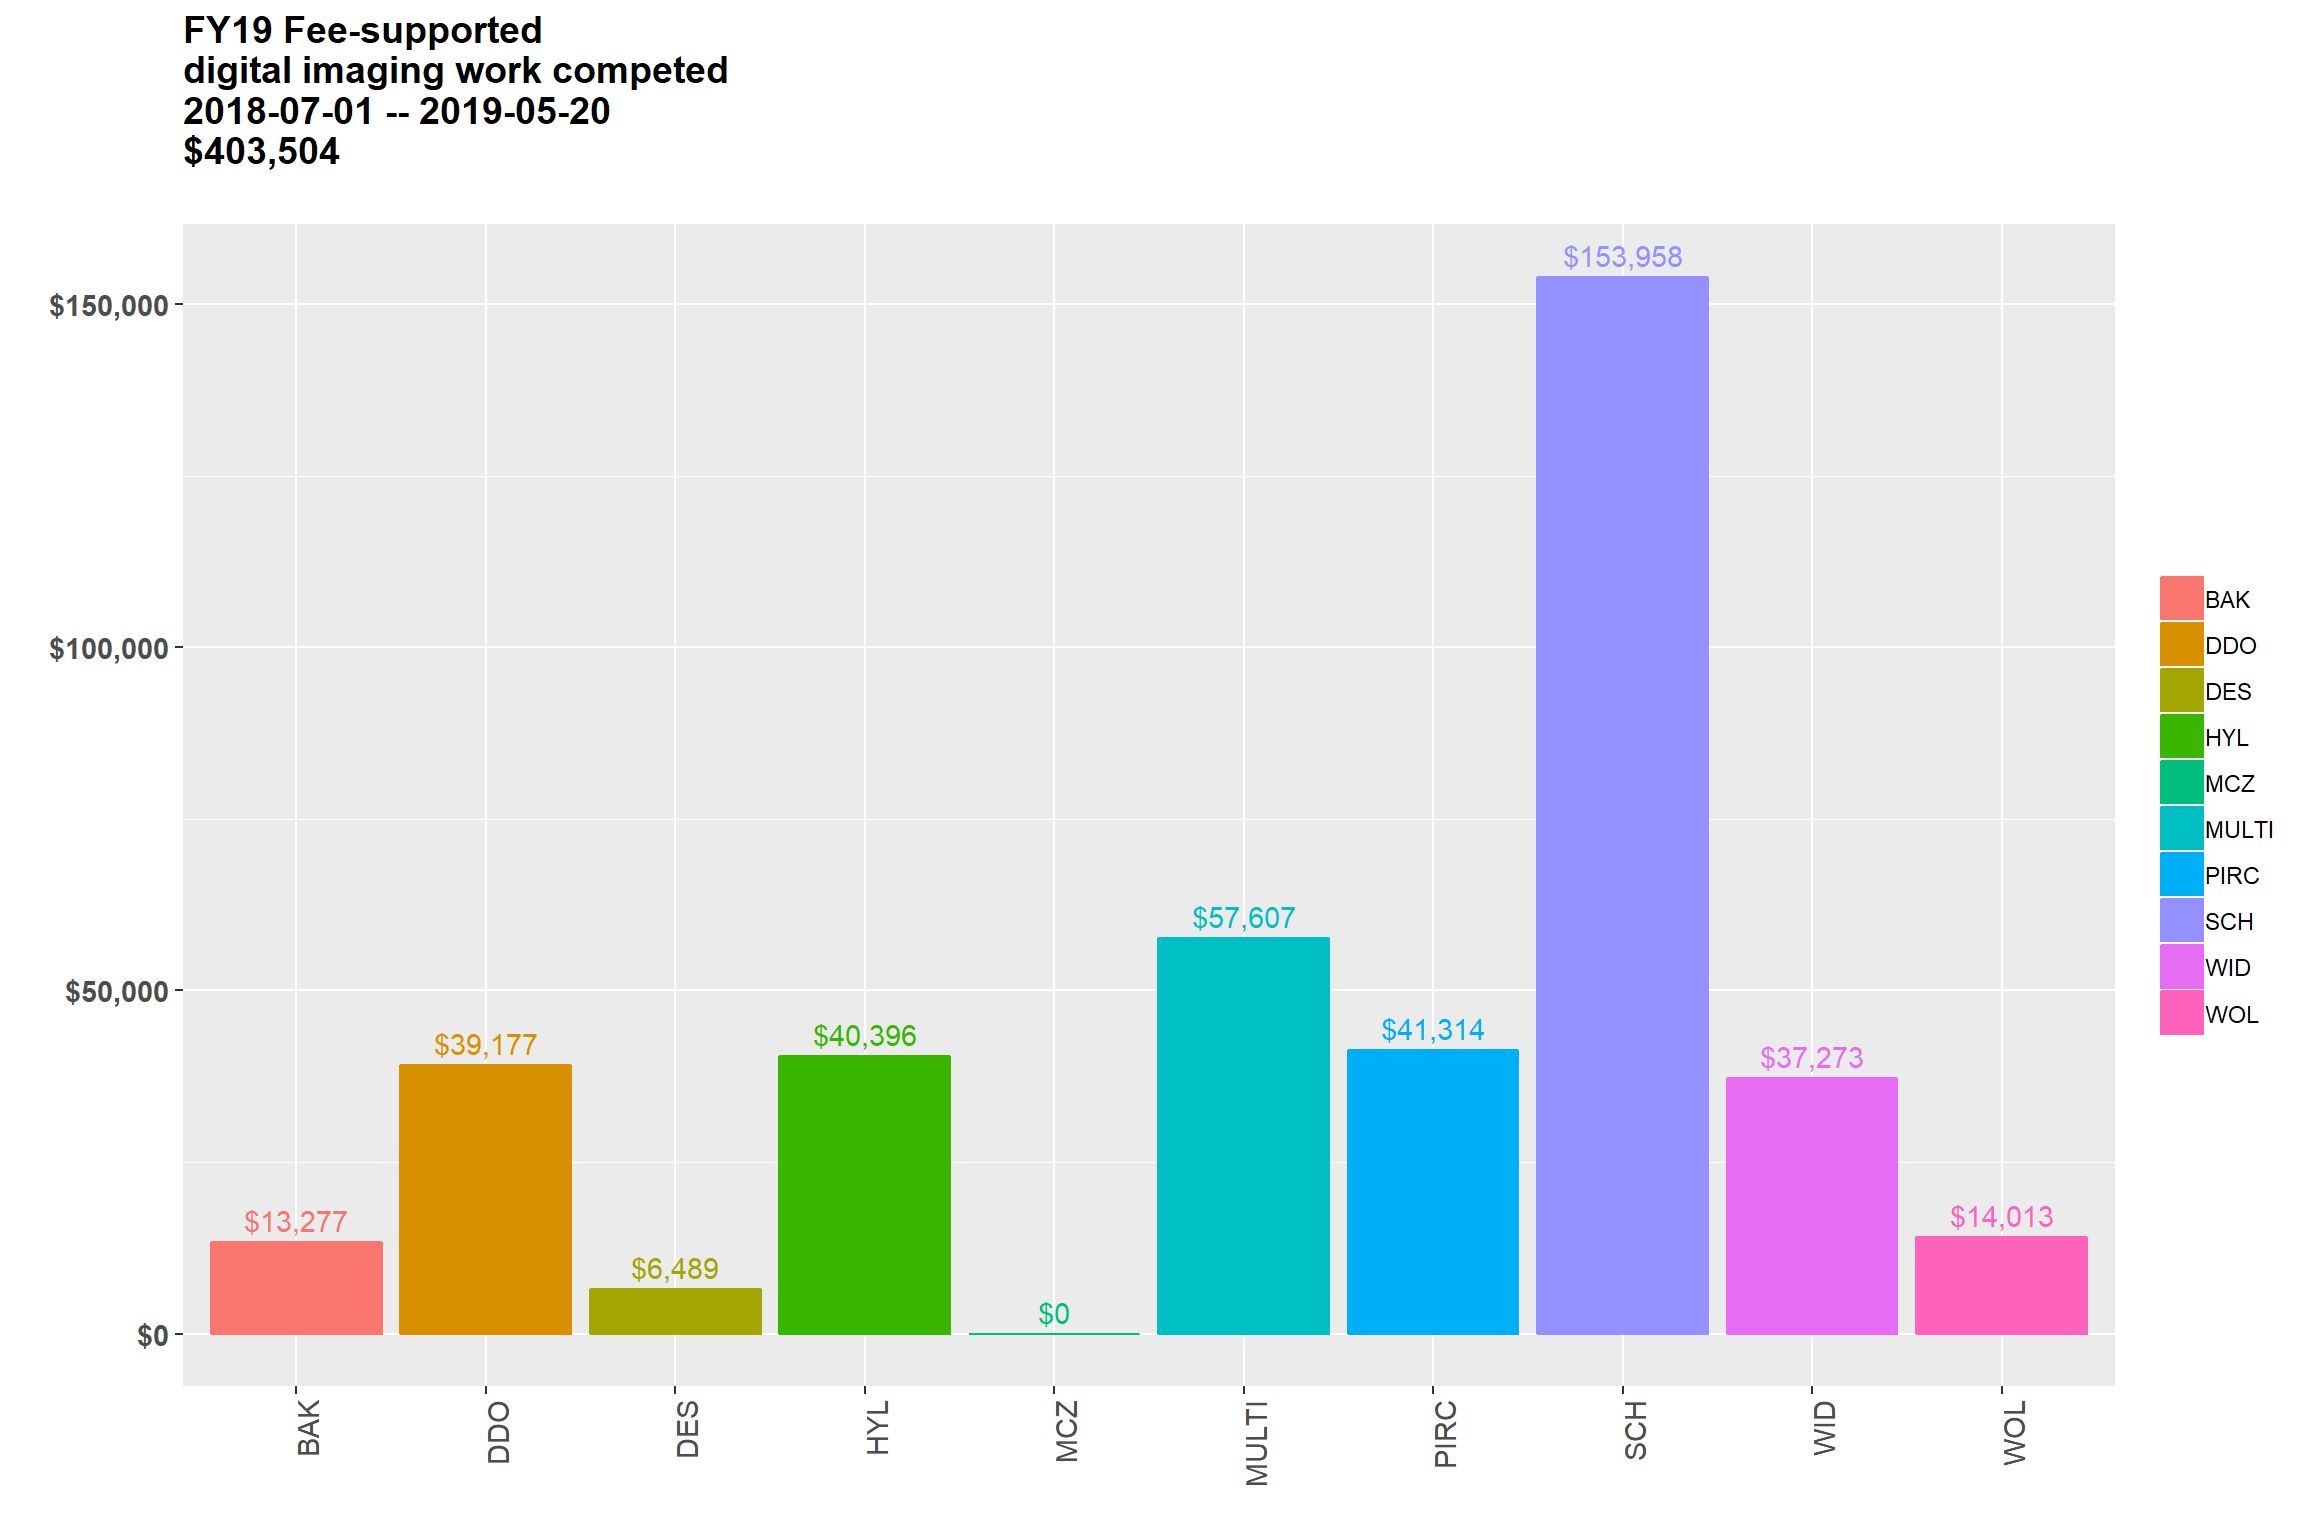 FY19 Fee-supported
digital imaging work competed
2018-07-01 -- 2019-05-20
$403,504
$150,000
$100,000
$50,000
$0
$13,277
$39,177
$6,489
$40,396
$0
$57,607
$41,314
$153,958
$37,273
$14,013
BAK
DDO
DES
HYL
MCZ
MULTI
PIRC
SCH
WID
WOL
BAK
DDO
DES
HYL
MCZ
MULTI
PIRC
SCH
WID
WOL